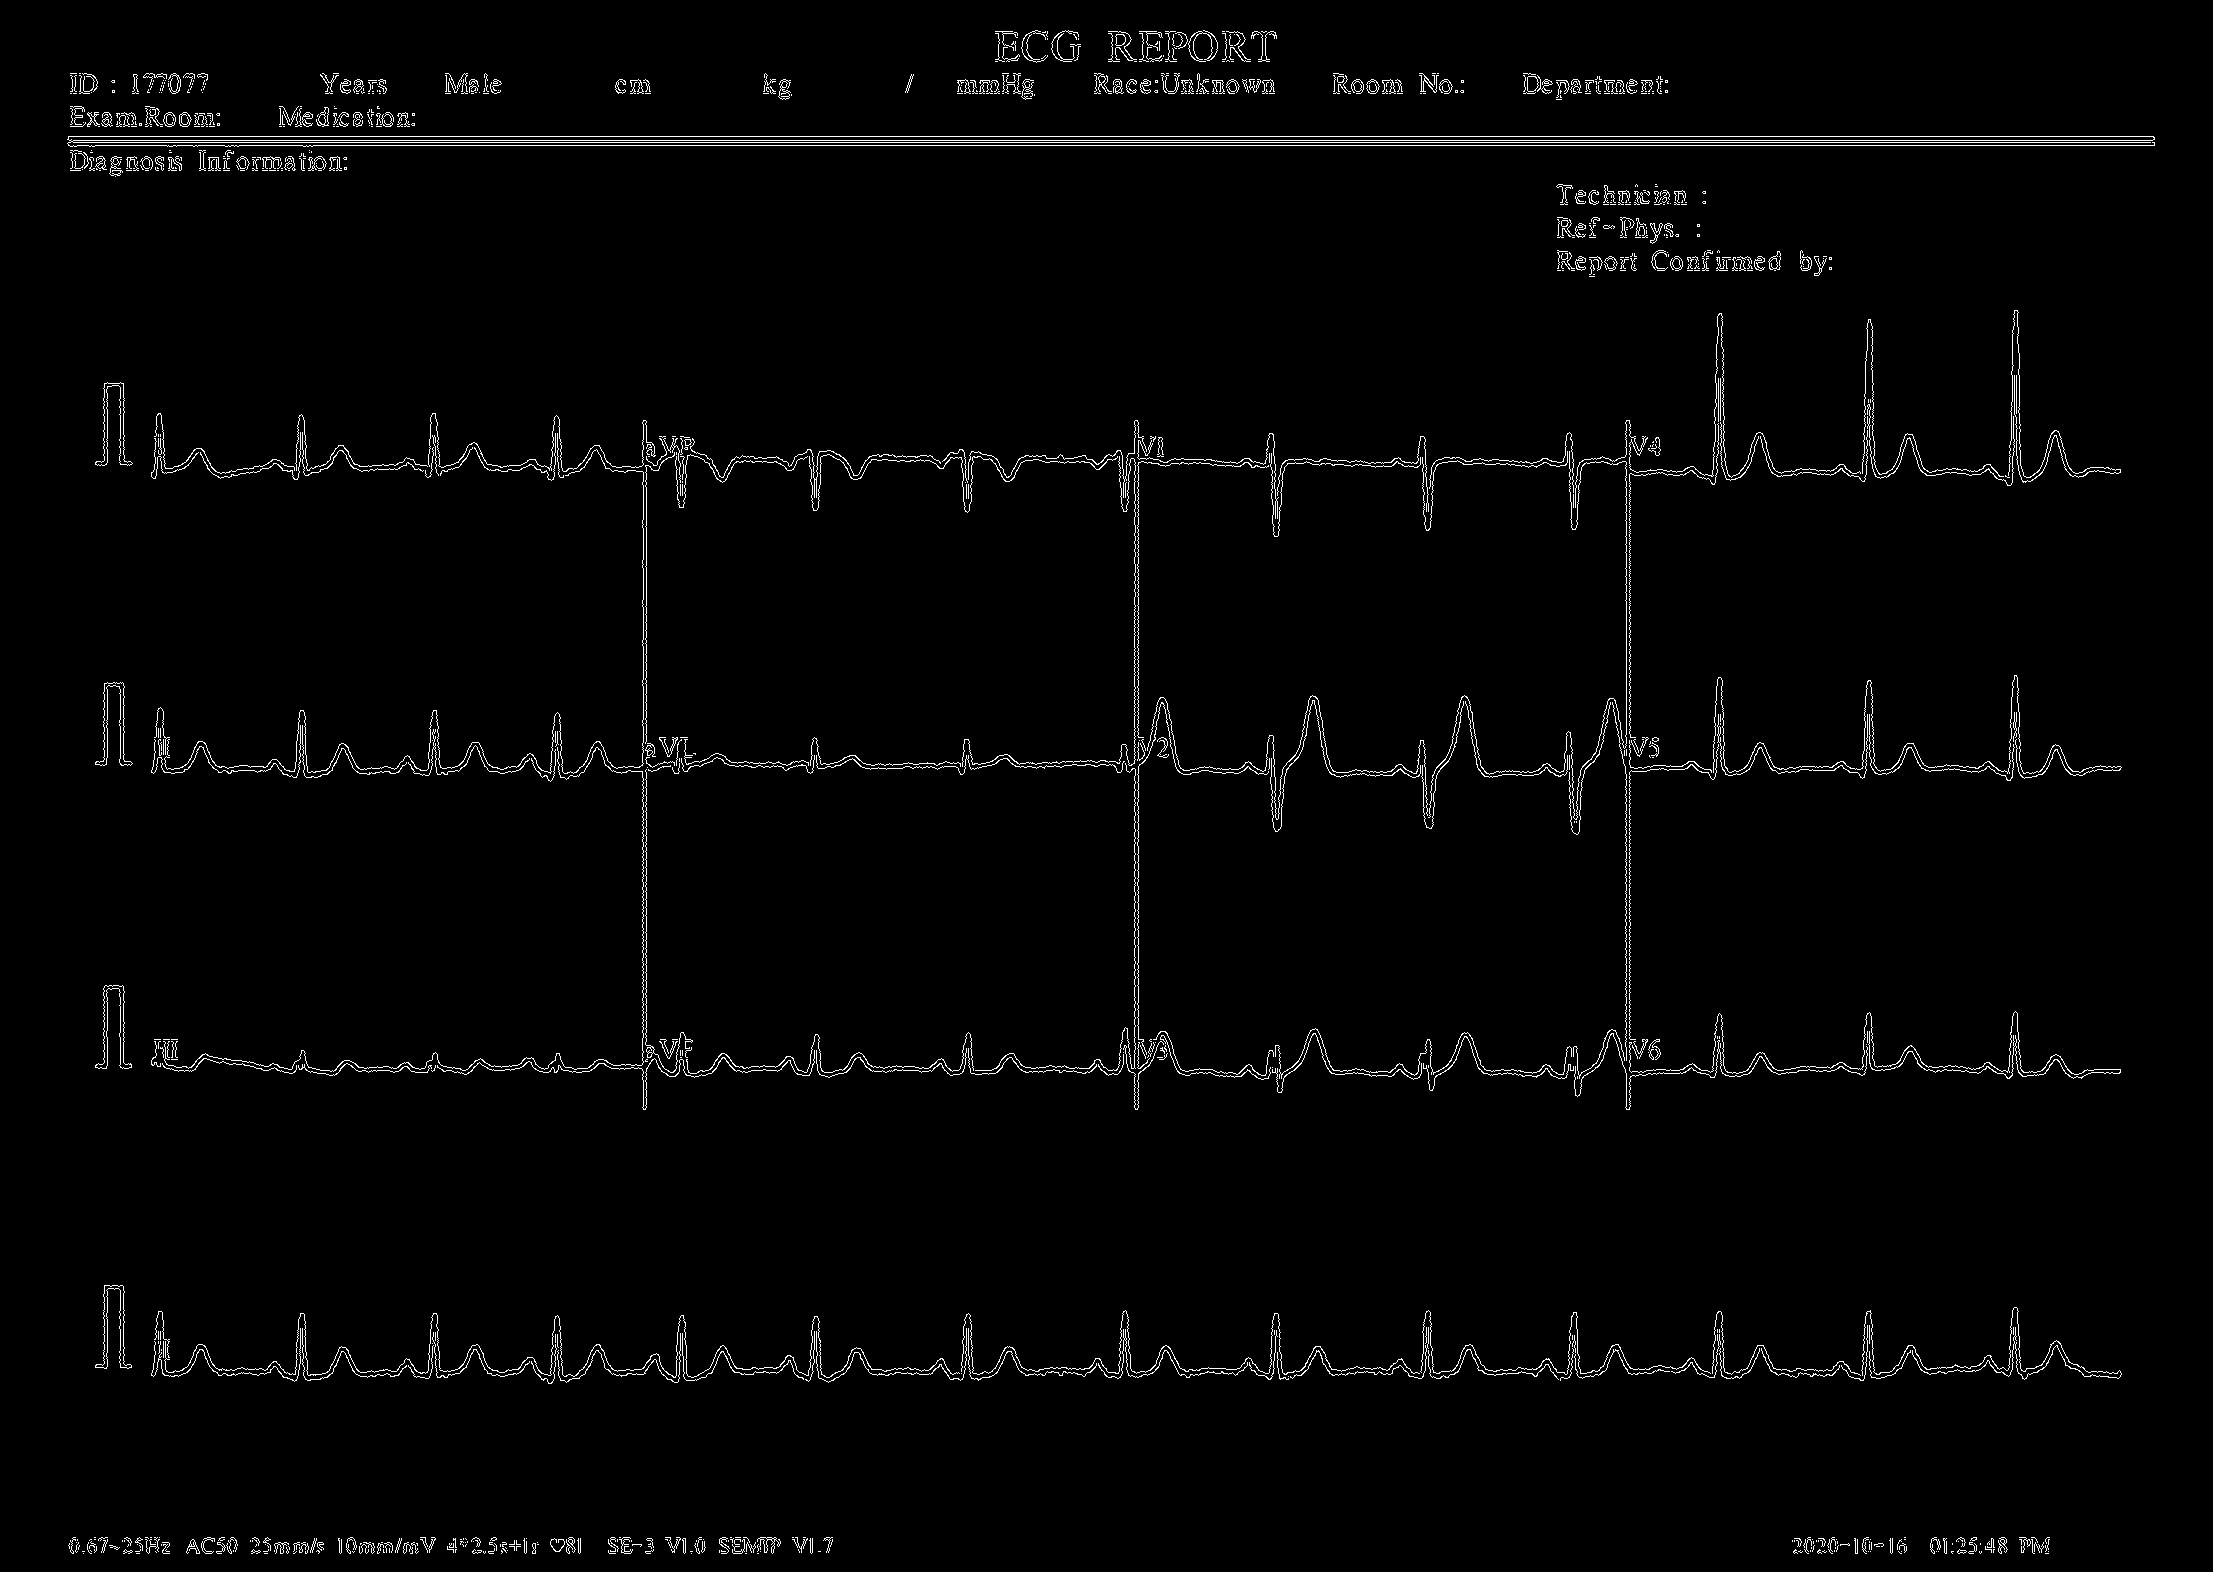 ECG REPORT
ID : 177077 Years Male cm kg / mmHg Race:Unknown Room No.: Department:
Exam.Room: Medication:
Diagnosis Information:
Technician :
Ref-Phys. :
Report Confirmed by:
I aVR V1 V4
II aVL V2 V5
III aVF V3 V6
II
0.67~25Hz AC50 25mm/s 10mm/mV 4*2.5s+1r ♡81 SE-3 V1.0 SEMIP V1.7
2020-10-16 01:25:48 PM